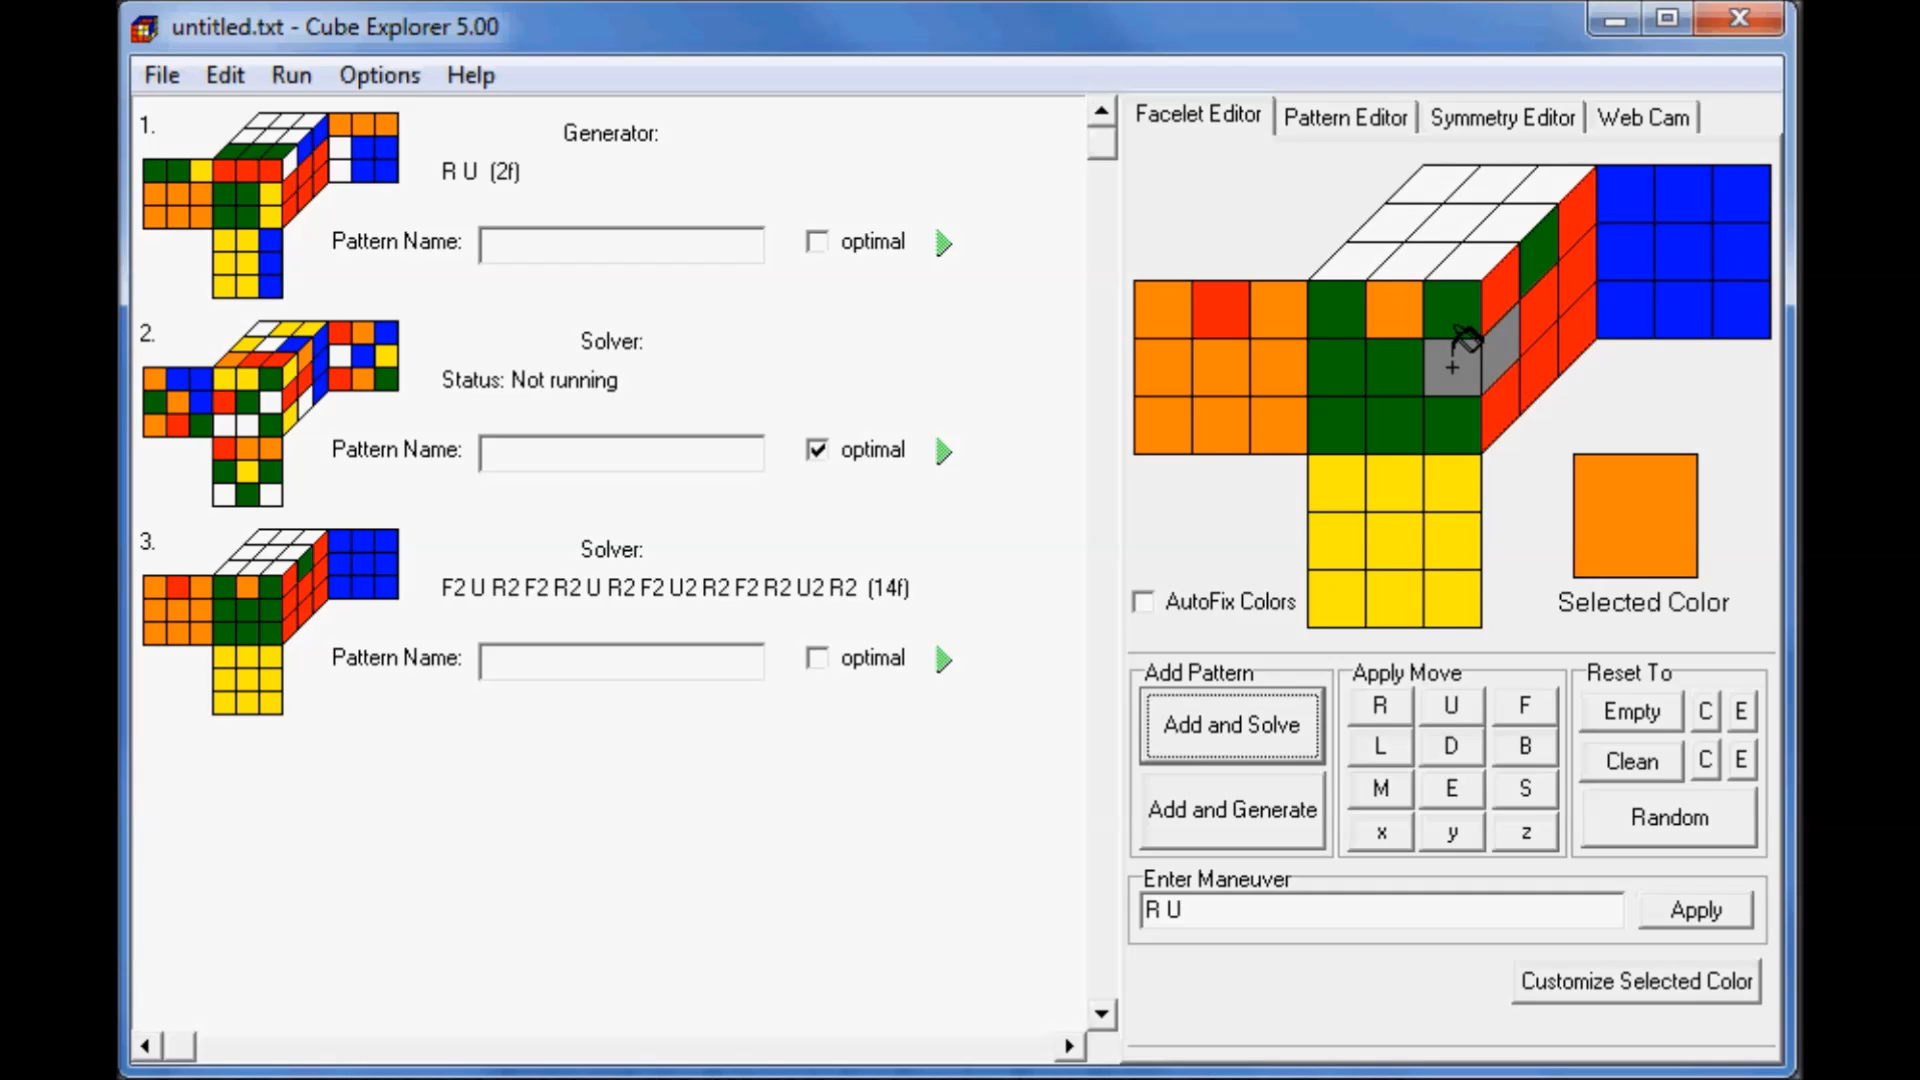 untitled.txt - Cube Explorer 5.00
File Edit Run Options Help
1.
Generator:
R U (2f)
Pattern Name:
optimal
2.
Solver:
Status: Not running
Pattern Name:
optimal
3.
Solver:
F2 U R2 F2 R2 U R2 F2 U2 R2 F2 R2 U2 R2 (14f)
Pattern Name:
optimal
Facelet Editor Pattern Editor Symmetry Editor Web Cam
AutoFix Colors
Selected Color
Add Pattern
Add and Solve
Add and Generate
Apply Move
R U F
L D B
M E S
x y z
Reset To
Empty C E
Clean C E
Random
Enter Maneuver
R U
Apply
Customize Selected Color